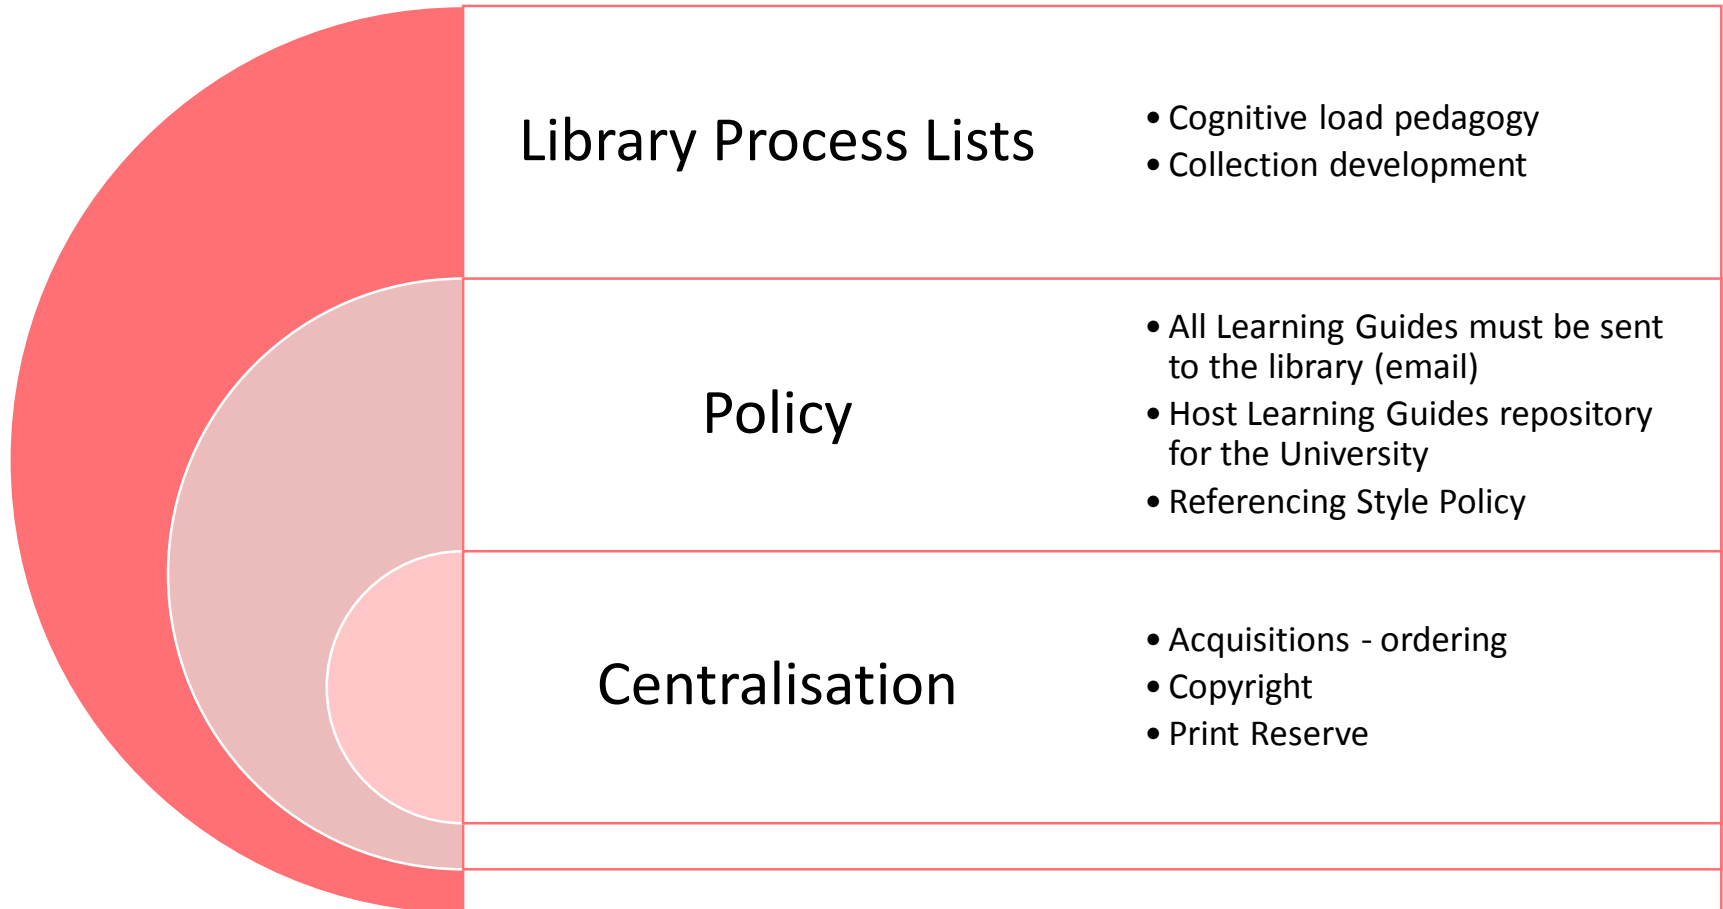 Library Process Lists
• Cognitive load pedagogy
• Collection development
Policy
• All Learning Guides must be sent
to the library (email)
• Host Learning Guides repository
for the University
• Referencing Style Policy
Centralisation
• Acquisitions - ordering
• Copyright
• Print Reserve